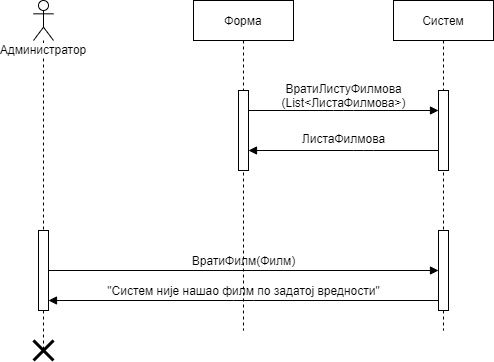 Администратор
Форма
Систем
ВратиЛистуФилмова
(List<ЛистаФилмова>)
ЛистаФилмова
ВратиФилм(Филм)
"Систем није нашао филм по задатој вредности"